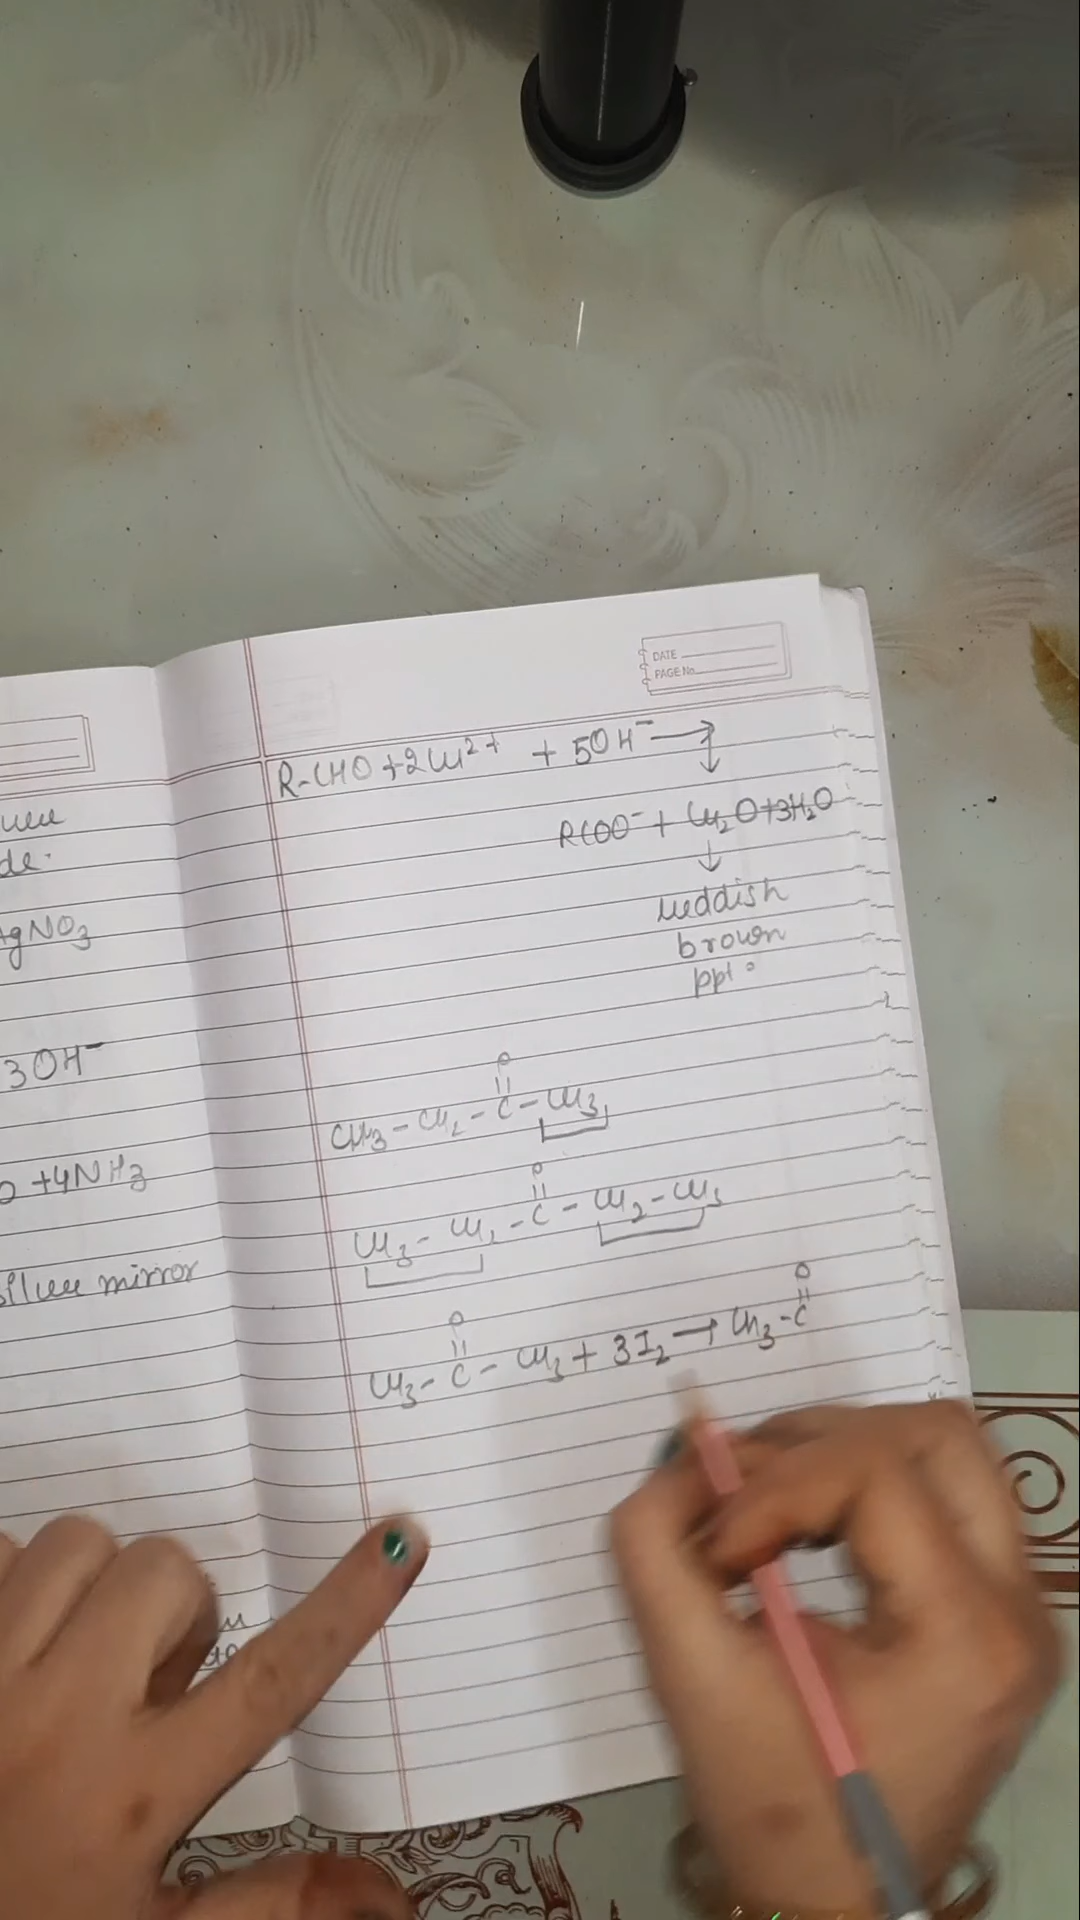 de.
AgNO3
3OH⁻
+4NH3
mirror
DATE
PAGE No.
R-CHO + 2Cu²⁺ + 5OH⁻ →
RCOO⁻ + Cu2O + 3H2O
↓
reddish
brown
ppt.
O
||
CH3 - CH2 - C - CH3
O
||
CH3 - CH2 - C - CH2 - CH3
O
||
CH3 - C - CH3 + 3I2 → CH3 - C
O
||